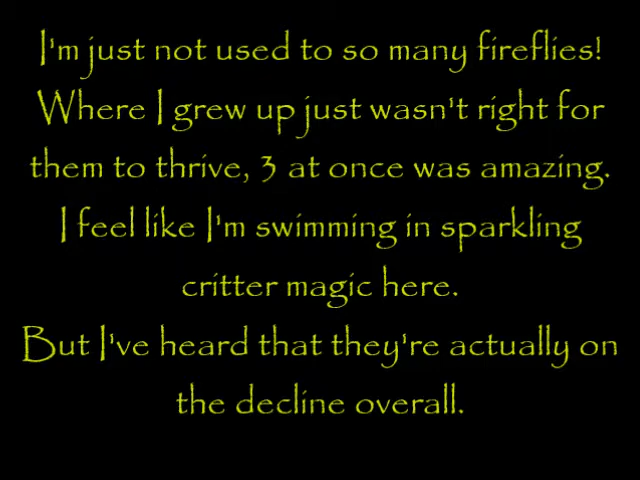 I'm just not used to so many fireflies!
Where I grew up just wasn't right for
them to thrive, 3 at once was amazing.
I feel like I'm swimming in sparkling
critter magic here.
But I've heard that they're actually on
the decline overall.